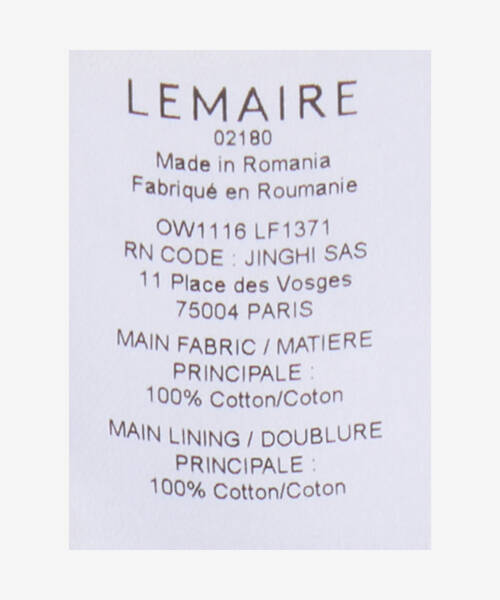 LEMAIRE
02180
Made in Romania
Fabriqué en Roumanie
OW1116 LF1371
RN CODE : JINGHI SAS
11 Place des Vosges
75004 PARIS
MAIN FABRIC / MATIERE
PRINCIPALE :
100% Cotton/Coton
MAIN LINING / DOUBLURE
PRINCIPALE :
100% Cotton/Coton